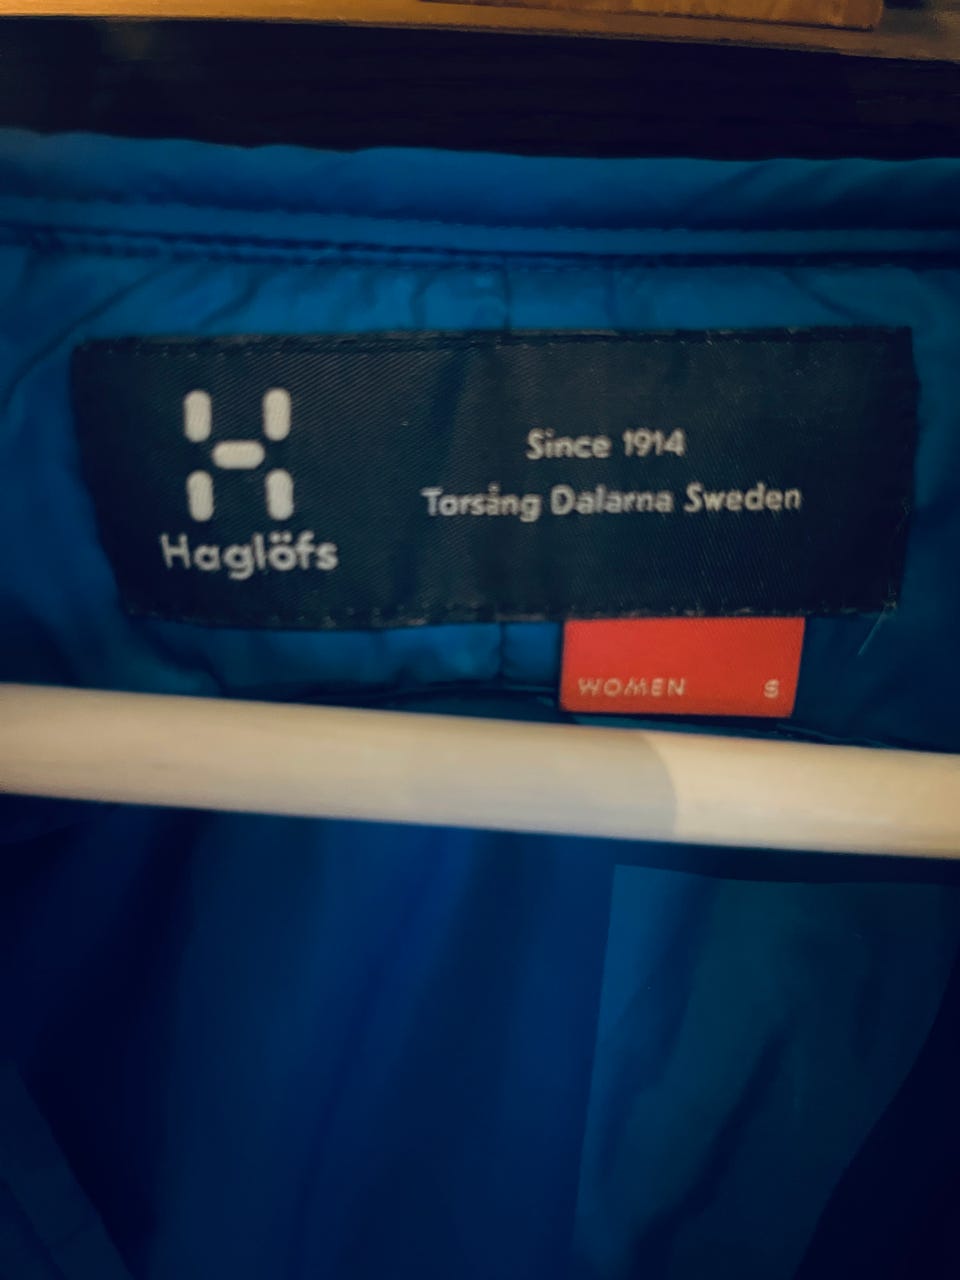 Haglöfs
Since 1914
Torsång Dalarna Sweden
WOMEN S